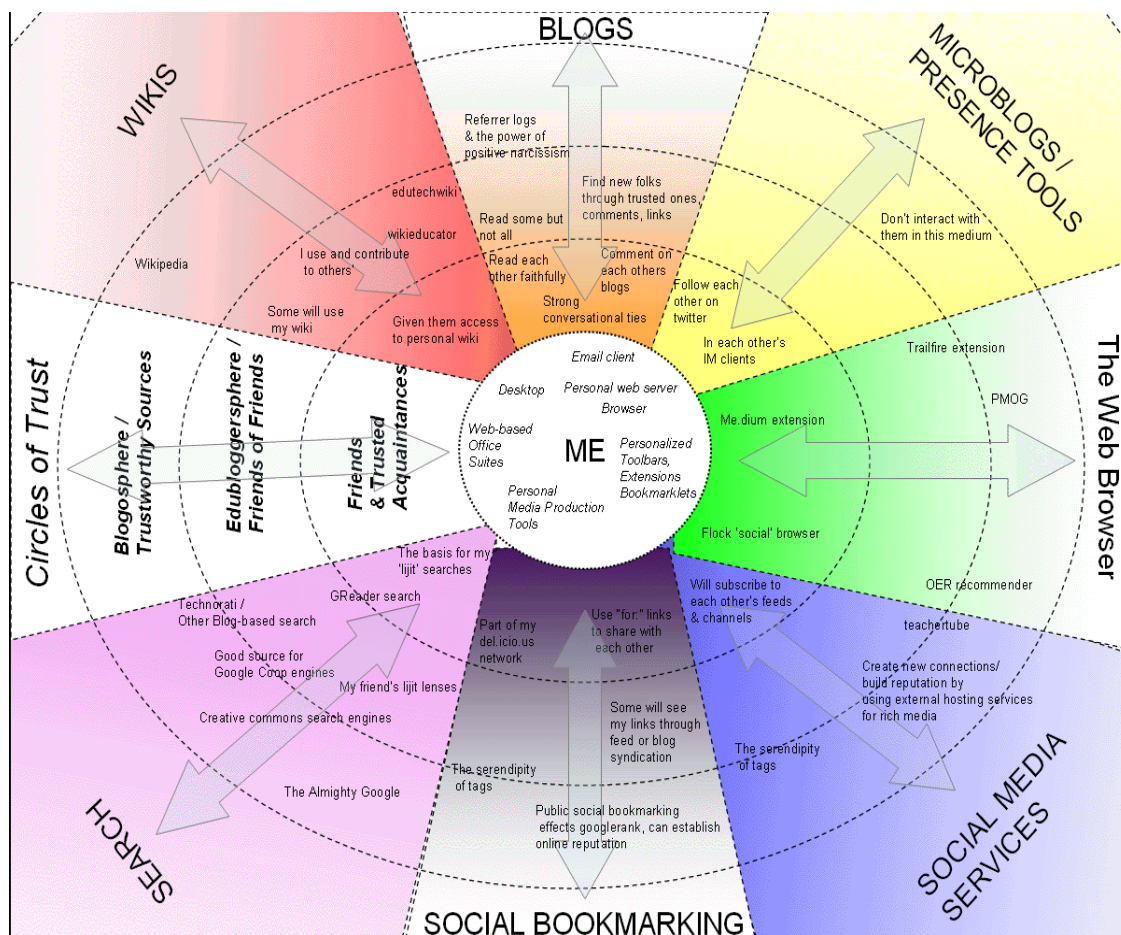 BLOGS
Referrer logs
& the power of
positive narcissism
Find new folks
through trusted ones,
comments, links
Read some but
not all
Read each
other faithfully
Comment on
each others
blogs
Strong
conversational ties
MICROBLOGS /
PRESENCE TOOLS
Don't interact with
them in this medium
Follow each
other on
twitter
In each other's
IM clients
The Web Browser
Trailfire extension
PMOG
Me.dium extension
Flock 'social' browser
OER recommender
SOCIAL MEDIA
SERVICES
Will subscribe to
each other's feeds
& channels
teachertube
Create new connections/
build reputation by
using external hosting services
for rich media
The serendipity
of tags
SOCIAL BOOKMARKING
Part of my
del.icio.us
network
Use "for:" links
to share with
each other
Some will see
my links through
feed or blog
syndication
The serendipity
of tags
Public social bookmarking
effects googlerank, can establish
online reputation
SEARCH
The basis for my
'lijit' searches
GReader search
Technorati /
Other Blog-based search
Good source for
Google Coop engines
My friend's lijit lenses
Creative commons search engines
The Almighty Google
Circles of Trust
Blogosphere /
Trustworthy Sources
Edubloggersphere /
Friends of Friends
Friends
& Trusted
Acquaintances
WIKIS
edutechwiki
wikieducator
I use and contribute
to others'
Wikipedia
Some will use
my wiki
Given them access
to personal wiki
Email client
Desktop
Personal web server
Browser
Web-based
Office
Suites
ME
Personalized
Toolbars,
Extensions
Bookmarklets
Personal
Media Production
Tools